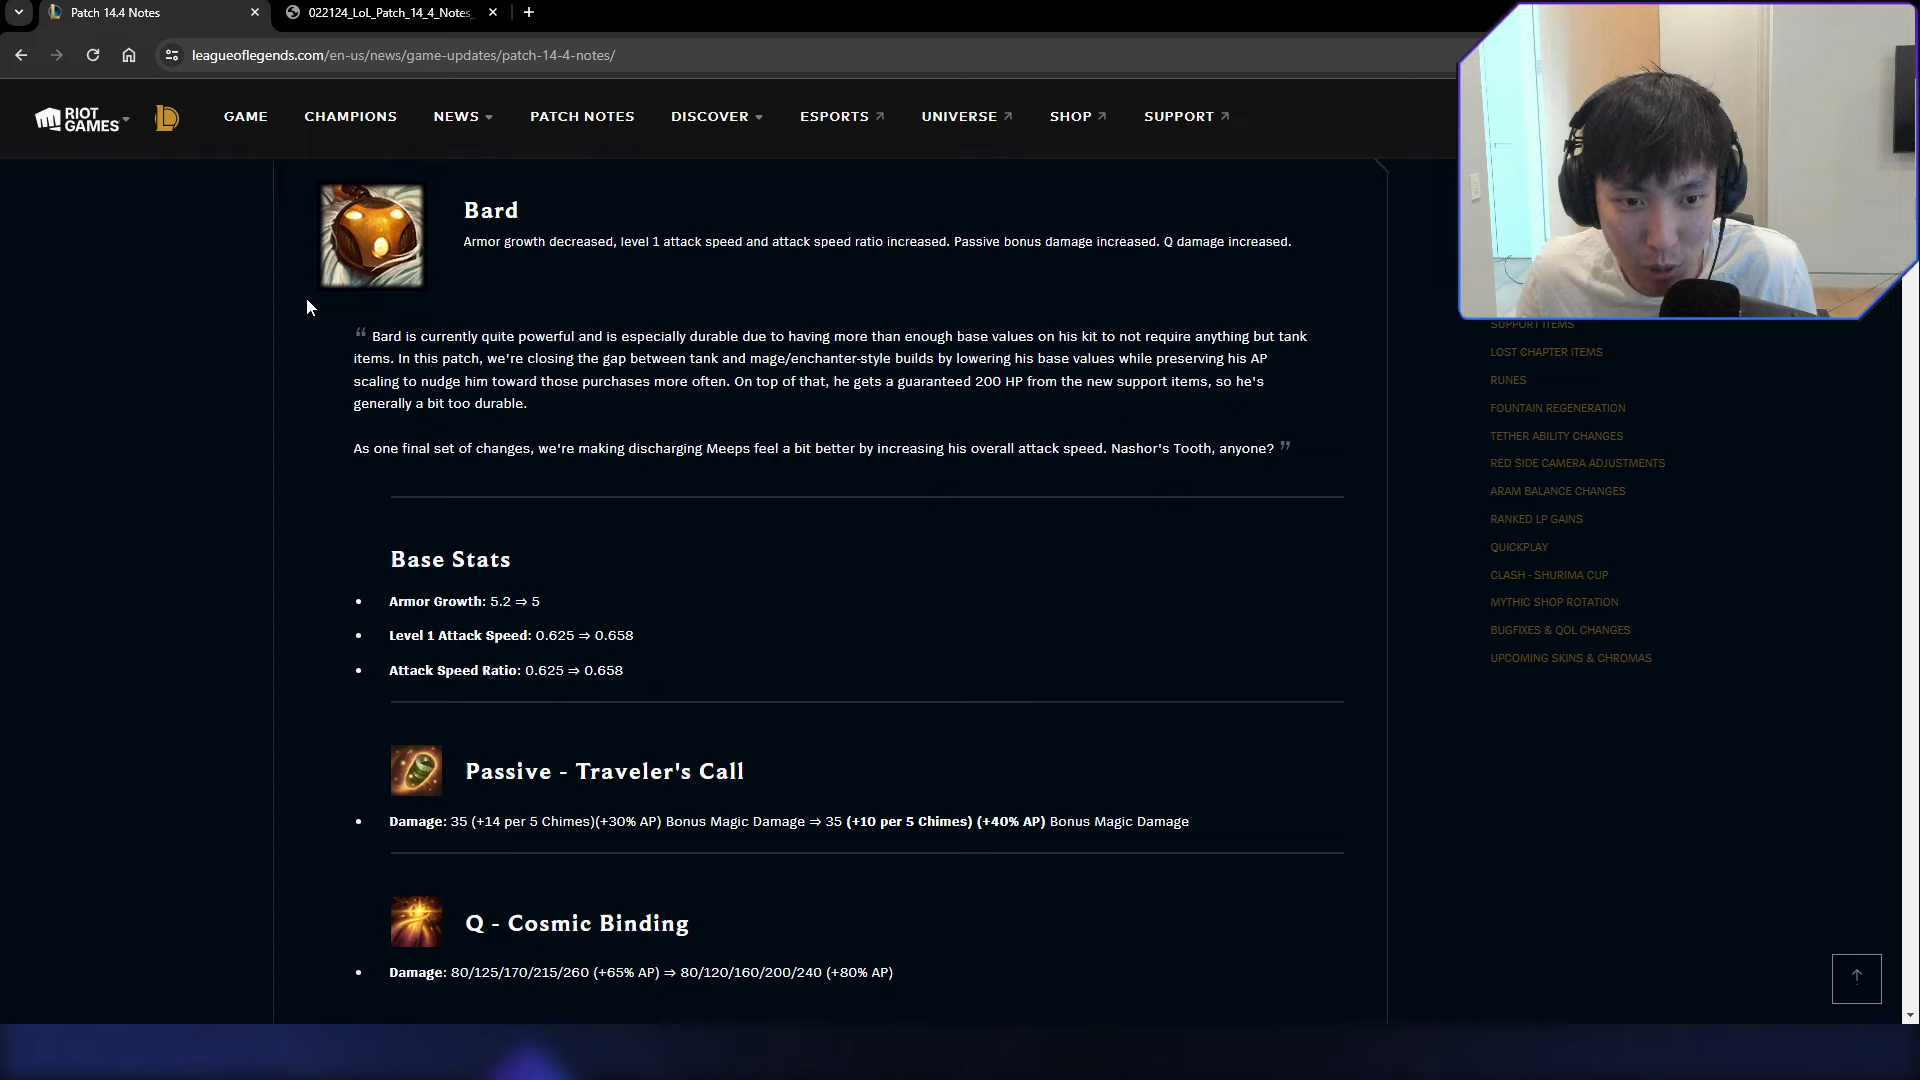 Patch 14.4 Notes
022124_LoL_Patch_14_4_Notes_
leagueoflegends.com/en-us/news/game-updates/patch-14-4-notes/
RIOT GAMES
GAME CHAMPIONS NEWS PATCH NOTES DISCOVER ESPORTS UNIVERSE SHOP SUPPORT
Bard
Armor growth decreased, level 1 attack speed and attack speed ratio increased. Passive bonus damage increased. Q damage increased.
“ Bard is currently quite powerful and is especially durable due to having more than enough base values on his kit to not require anything but tank
items. In this patch, we're closing the gap between tank and mage/enchanter-style builds by lowering his base values while preserving his AP
scaling to nudge him toward those purchases more often. On top of that, he gets a guaranteed 200 HP from the new support items, so he's
generally a bit too durable.
As one final set of changes, we're making discharging Meeps feel a bit better by increasing his overall attack speed. Nashor's Tooth, anyone? ”
Base Stats
• Armor Growth: 5.2 ⇒ 5
• Level 1 Attack Speed: 0.625 ⇒ 0.658
• Attack Speed Ratio: 0.625 ⇒ 0.658
Passive - Traveler's Call
• Damage: 35 (+14 per 5 Chimes)(+30% AP) Bonus Magic Damage ⇒ 35 (+10 per 5 Chimes) (+40% AP) Bonus Magic Damage
Q - Cosmic Binding
• Damage: 80/125/170/215/260 (+65% AP) ⇒ 80/120/160/200/240 (+80% AP)
SUPPORT ITEMS
LOST CHAPTER ITEMS
RUNES
FOUNTAIN REGENERATION
TETHER ABILITY CHANGES
RED SIDE CAMERA ADJUSTMENTS
ARAM BALANCE CHANGES
RANKED LP GAINS
QUICKPLAY
CLASH - SHURIMA CUP
MYTHIC SHOP ROTATION
BUGFIXES & QOL CHANGES
UPCOMING SKINS & CHROMAS